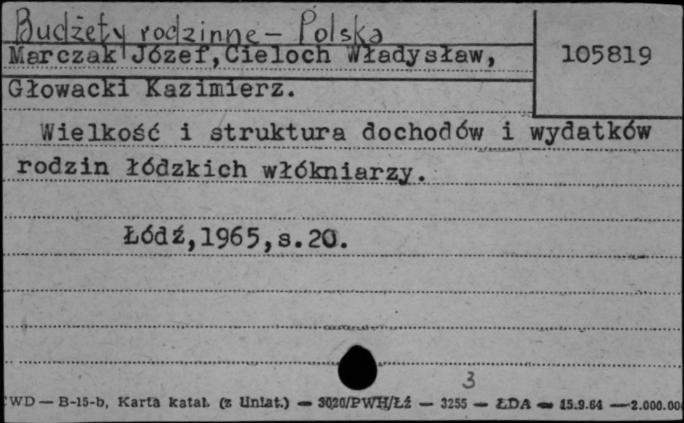 Budżety rodzinne - Polska
Marczak Józef, Cieloch Władysław,
105819
Głowacki Kazimierz.
Wielkość i struktura dochodów i wydatków
rodzin łódzkich włókniarzy.
Łódź,1965,s.20.
3
WD — B-15-b, Karta katal. (z Uniat.) — 3020/PWH/Łź — 3255 — ŁDA — 15.9.64 — 2.000.00